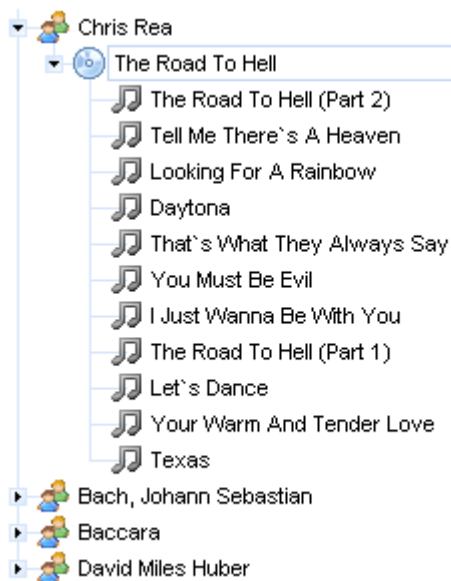 Chris Rea
The Road To Hell
The Road To Hell (Part 2)
Tell Me There`s A Heaven
Looking For A Rainbow
Daytona
That`s What They Always Say
You Must Be Evil
I Just Wanna Be With You
The Road To Hell (Part 1)
Let`s Dance
Your Warm And Tender Love
Texas
Bach, Johann Sebastian
Baccara
David Miles Huber